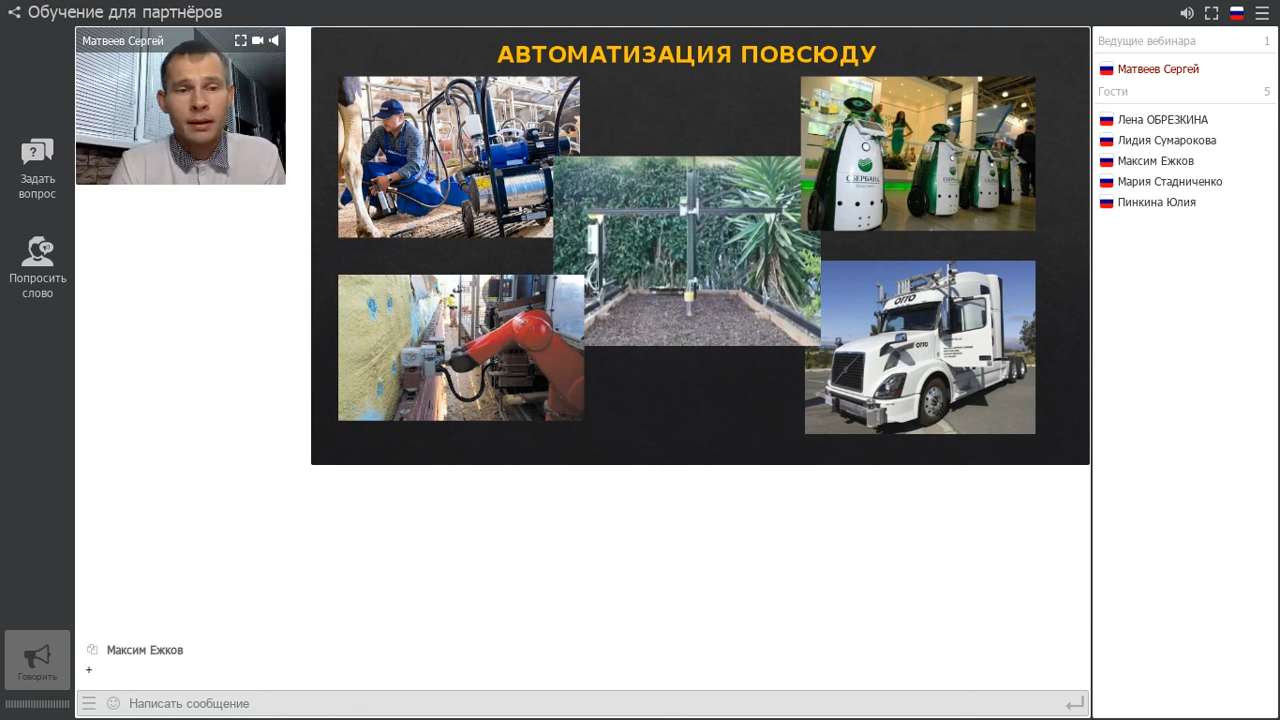 Обучение для партнёров
Матвеев Сергей
Задать
вопрос
Попросить
слово
Говорить
АВТОМАТИЗАЦИЯ ПОВСЮДУ
СБЕРБАНК
OTTO
OTTO
Максим Ежков
+
Написать сообщение
Ведущие вебинара 1
Матвеев Сергей
Гости 5
Лена ОБРЕЗКИНА
Лидия Сумарокова
Максим Ежков
Мария Стадниченко
Пинкина Юлия